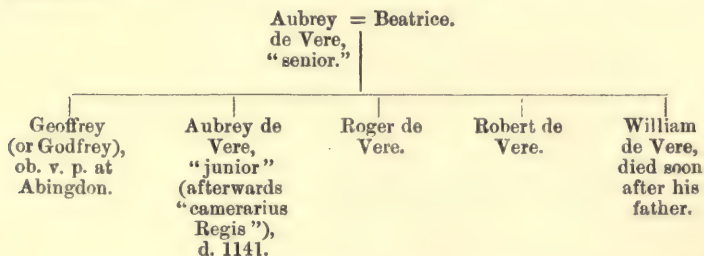 Aubrey = Beatrice.
de Vere,
"senior."
Geoffrey
(or Godfrey),
ob. v. p. at
Abingdon.
Aubrey de
Vere,
"junior"
(afterwards
"camerarius
Regis"),
d. 1141.
Roger de
Vere.
Robert de
Vere.
William
de Vere,
died soon
after his
father.